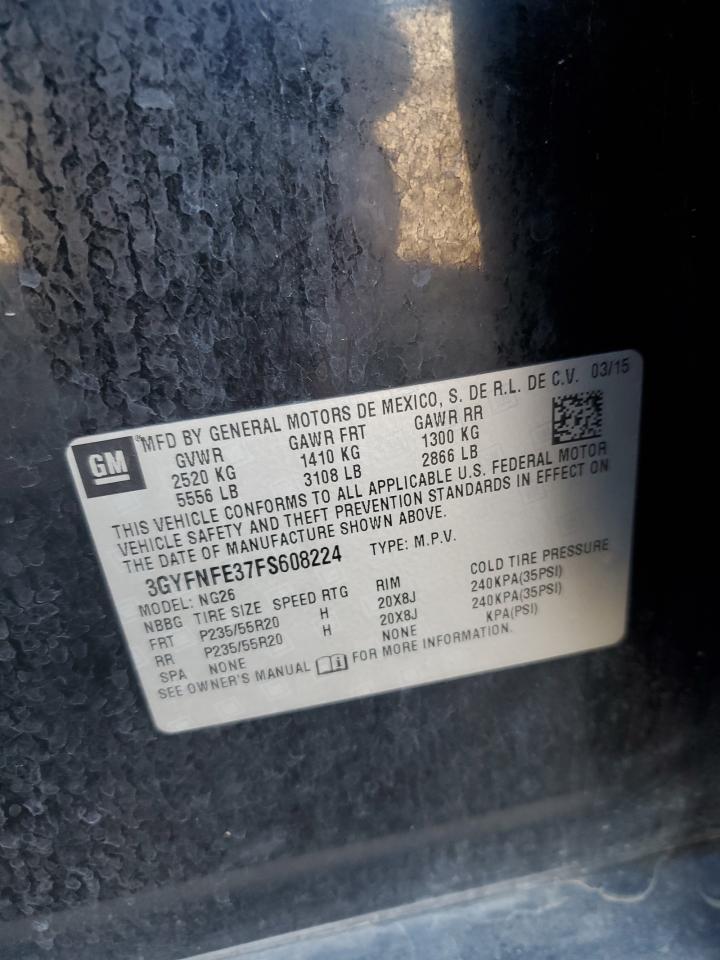 GM
MFD BY GENERAL MOTORS DE MEXICO, S. DE R.L. DE C.V. 03/15
GVWR GAWR FRT GAWR RR
2520 KG 1410 KG 1300 KG
5556 LB 3108 LB 2866 LB
THIS VEHICLE CONFORMS TO ALL APPLICABLE U.S. FEDERAL MOTOR
VEHICLE SAFETY AND THEFT PREVENTION STANDARDS IN EFFECT ON
THE DATE OF MANUFACTURE SHOWN ABOVE.
3GYFNFE37FS608224 TYPE: M.P.V.
MODEL: NG26
NBBG TIRE SIZE SPEED RTG RIM COLD TIRE PRESSURE
FRT P235/55R20 H 20X8J 240KPA(35PSI)
RR P235/55R20 H 20X8J 240KPA(35PSI)
SPA NONE NONE KPA(PSI)
SEE OWNER'S MANUAL FOR MORE INFORMATION.